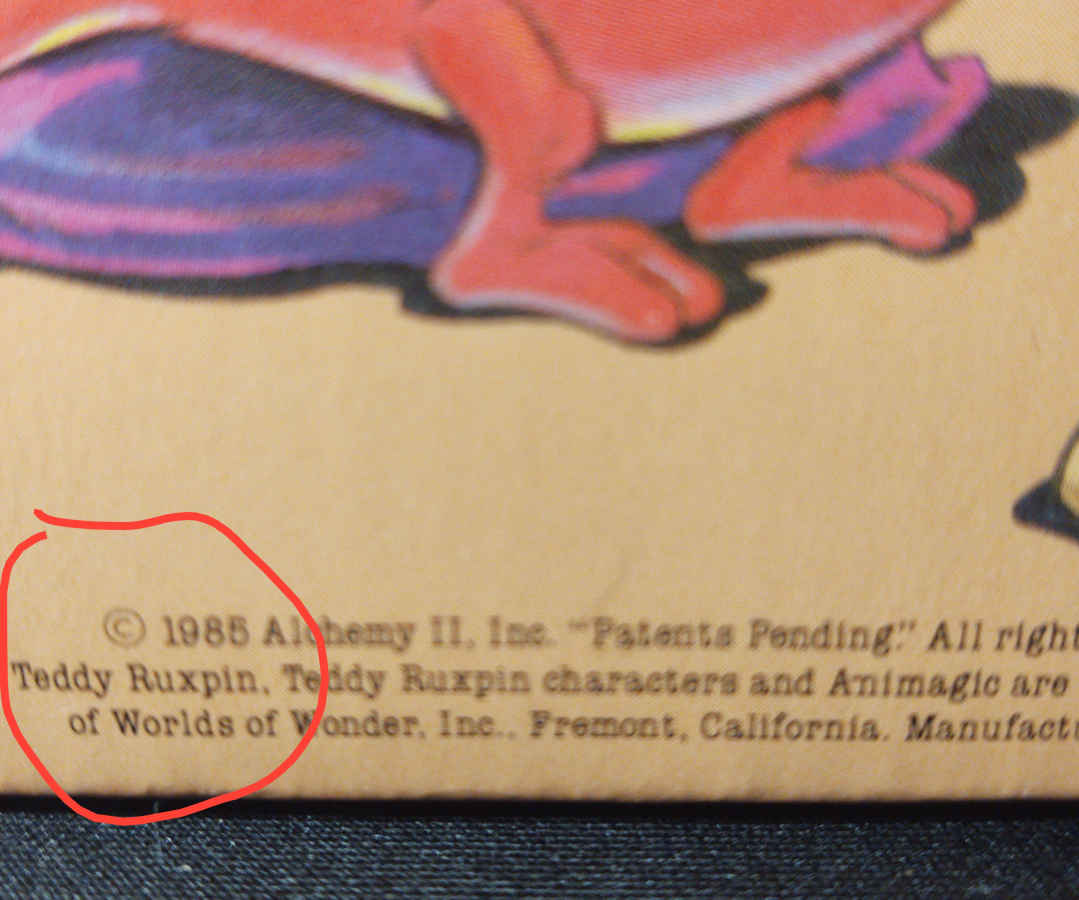 © 1985 Alchemy II, Inc. "Patents Pending." All right
Teddy Ruxpin, Teddy Ruxpin characters and Animagic are
of Worlds of Wonder, Inc., Fremont, California. Manufactu